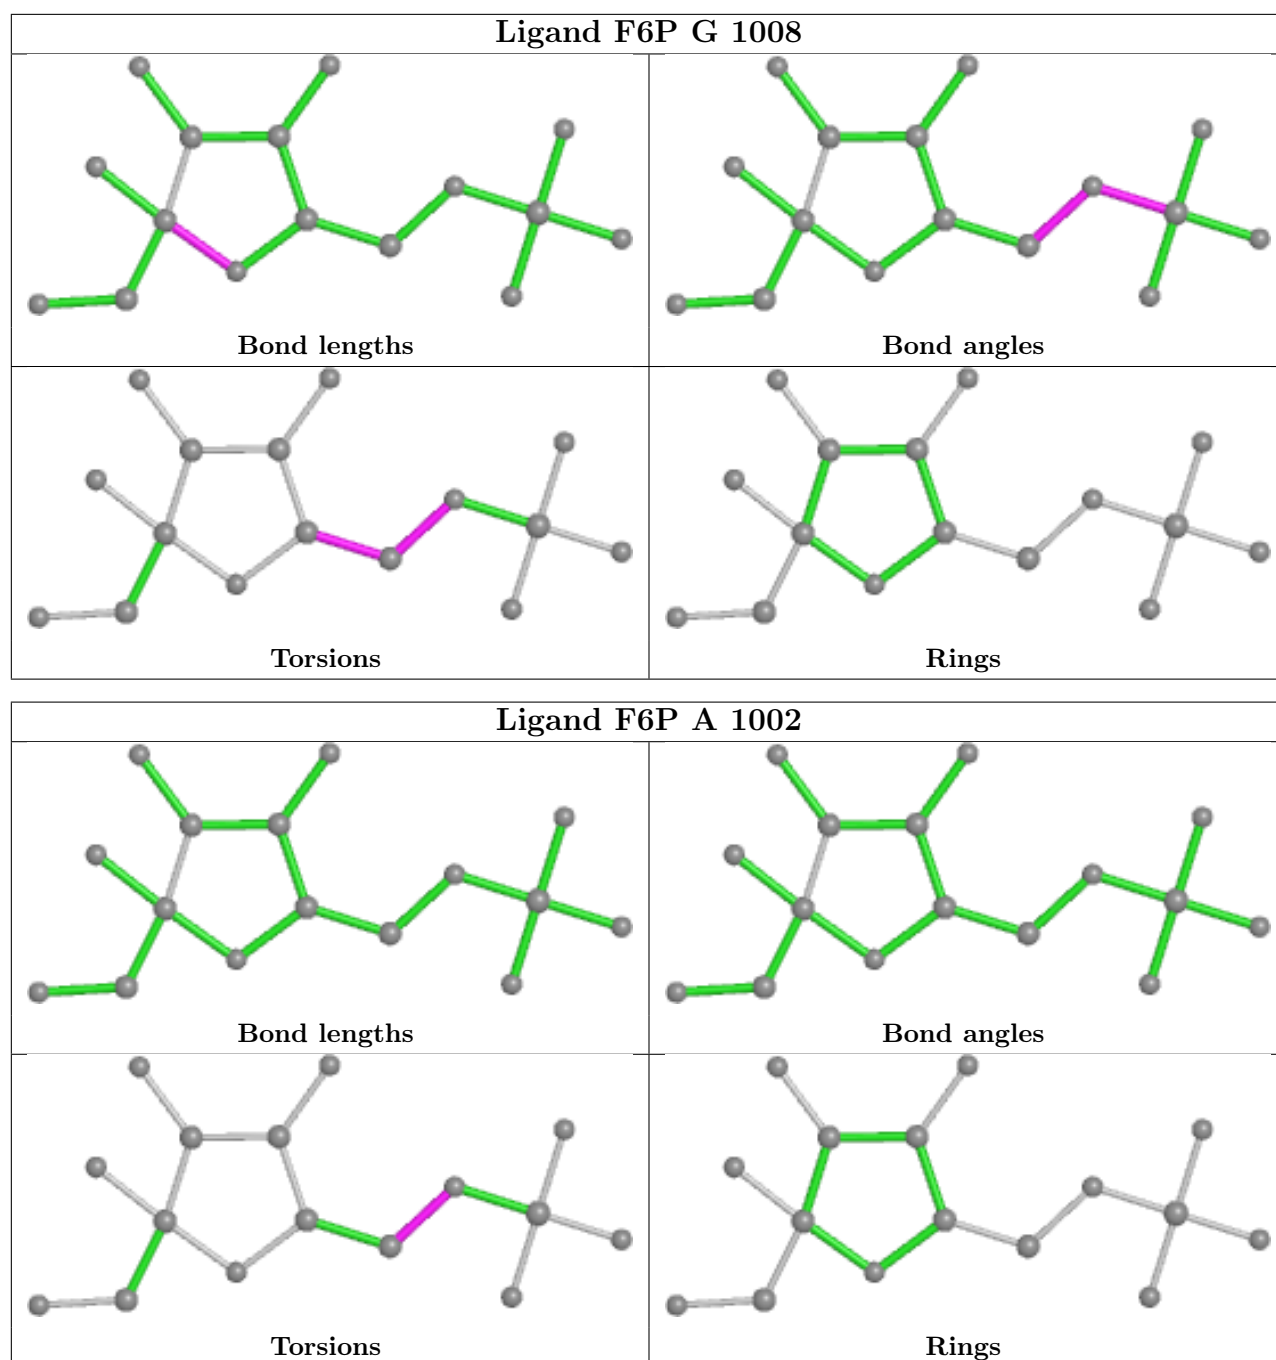 Ligand F6P G 1008
Bond lengths
Bond angles
Torsions
Rings
Ligand F6P A 1002
Bond lengths
Bond angles
Torsions
Rings